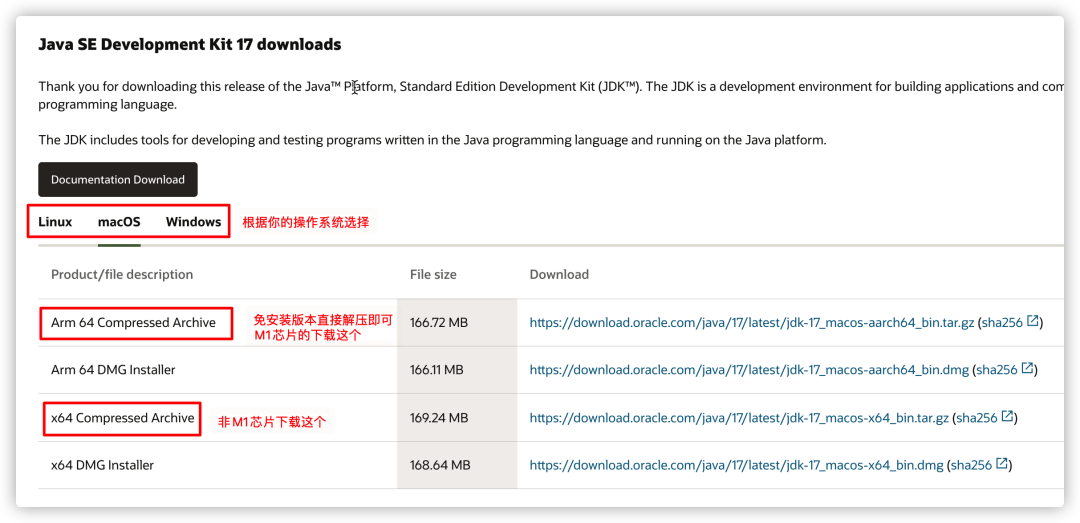 Java SE Development Kit 17 downloads
Thank you for downloading this release of the Java™ Platform, Standard Edition Development Kit (JDK™). The JDK is a development environment for building applications and
programming language.
The JDK includes tools for developing and testing programs written in the Java programming language and running on the Java platform.
Documentation Download
Linux macOS Windows 根据你的操作系统选择
Product/file description File size Download
Arm 64 Compressed Archive 免安装版本直接解压即可 166.72 MB https://download.oracle.com/java/17/latest/jdk-17_macos-aarch64_bin.tar.gz (sha256)
M1芯片的下载这个
Arm 64 DMG Installer 166.11 MB https://download.oracle.com/java/17/latest/jdk-17_macos-aarch64_bin.dmg (sha256)
x64 Compressed Archive 非M1芯片下载这个 169.24 MB https://download.oracle.com/java/17/latest/jdk-17_macos-x64_bin.tar.gz (sha256)
x64 DMG Installer 168.64 MB https://download.oracle.com/java/17/latest/jdk-17_macos-x64_bin.dmg (sha256)